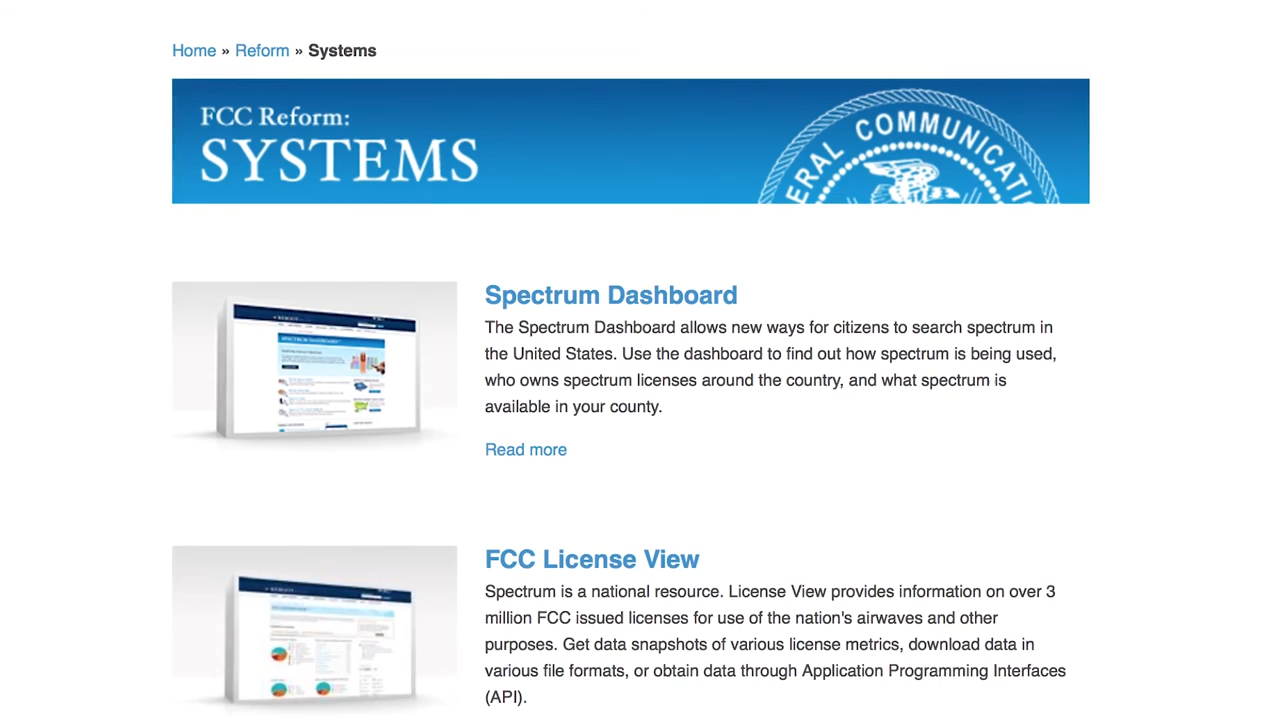 Home » Reform » Systems
FCC Reform:
SYSTEMS
ERAL COMMUNICATI
Spectrum Dashboard
The Spectrum Dashboard allows new ways for citizens to search spectrum in
the United States. Use the dashboard to find out how spectrum is being used,
who owns spectrum licenses around the country, and what spectrum is
available in your county.
Read more
SPECTRUM DASHBOARD
FCC License View
Spectrum is a national resource. License View provides information on over 3
million FCC issued licenses for use of the nation's airwaves and other
purposes. Get data snapshots of various license metrics, download data in
various file formats, or obtain data through Application Programming Interfaces
(API).